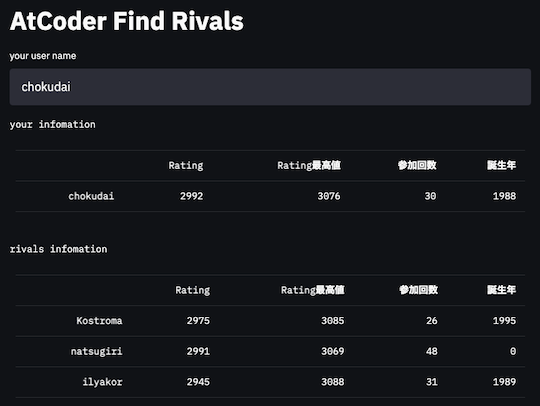 AtCoder Find Rivals
your user name
chokudai
your infomation
Rating Rating最高値 参加回数 誕生年
chokudai 2992 3076 30 1988
rivals infomation
Rating Rating最高値 参加回数 誕生年
Kostroma 2975 3085 26 1995
natsugiri 2991 3069 48 0
ilyakor 2945 3088 31 1989